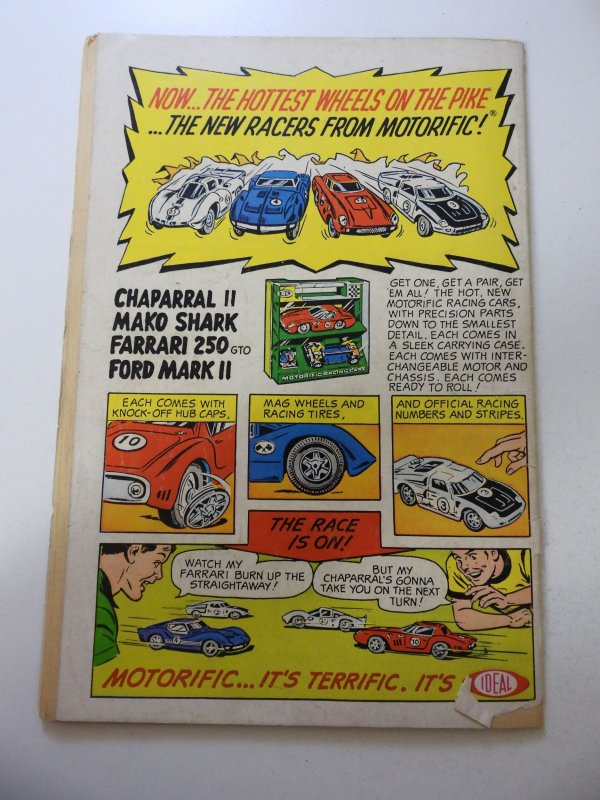 NOW...THE HOTTEST WHEELS ON THE PIKE
...THE NEW RACERS FROM MOTORIFIC!®
CHAPARRAL II
MAKO SHARK
FARRARI 250 GTO
FORD MARK II
MOTORIFIC RACING CARS
GET ONE, GET A PAIR, GET
EM ALL! THE HOT, NEW
MOTORIFIC RACING CARS,
WITH PRECISION PARTS
DOWN TO THE SMALLEST
DETAIL. EACH COMES IN
A SLEEK CARRYING CASE.
EACH COMES WITH INTER-
CHANGEABLE MOTOR AND
CHASSIS. EACH COMES
READY TO ROLL!
EACH COMES WITH
KNOCK-OFF HUB CAPS,
10
MAG WHEELS AND
RACING TIRES,
AND OFFICIAL RACING
NUMBERS AND STRIPES.
3
THE RACE
IS ON!
WATCH MY
FARRARI BURN UP THE
STRAIGHTAWAY!
BUT MY
CHAPARRAL'S GONNA
TAKE YOU ON THE NEXT
TURN!
MOTORIFIC...IT'S TERRIFIC. IT'S IDEAL